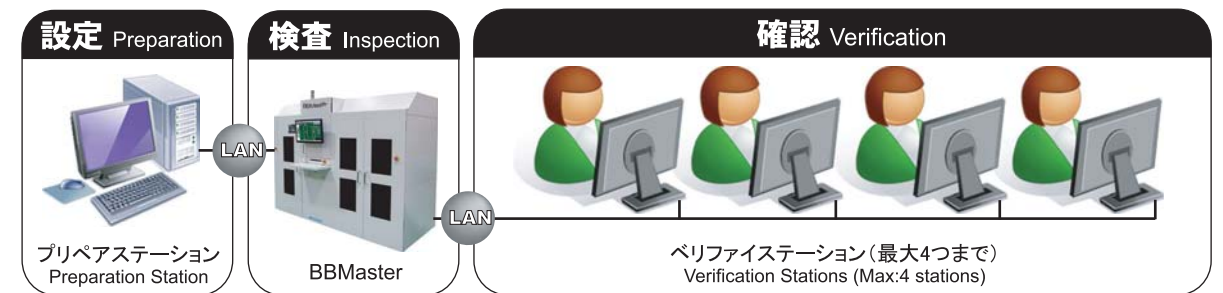 設定 Preparation
検査 Inspection
確認 Verification
LAN
LAN
プリペアステーション
Preparation Station
BBMaster
ベリファイステーション（最大4つまで）
Verification Stations (Max:4 stations)